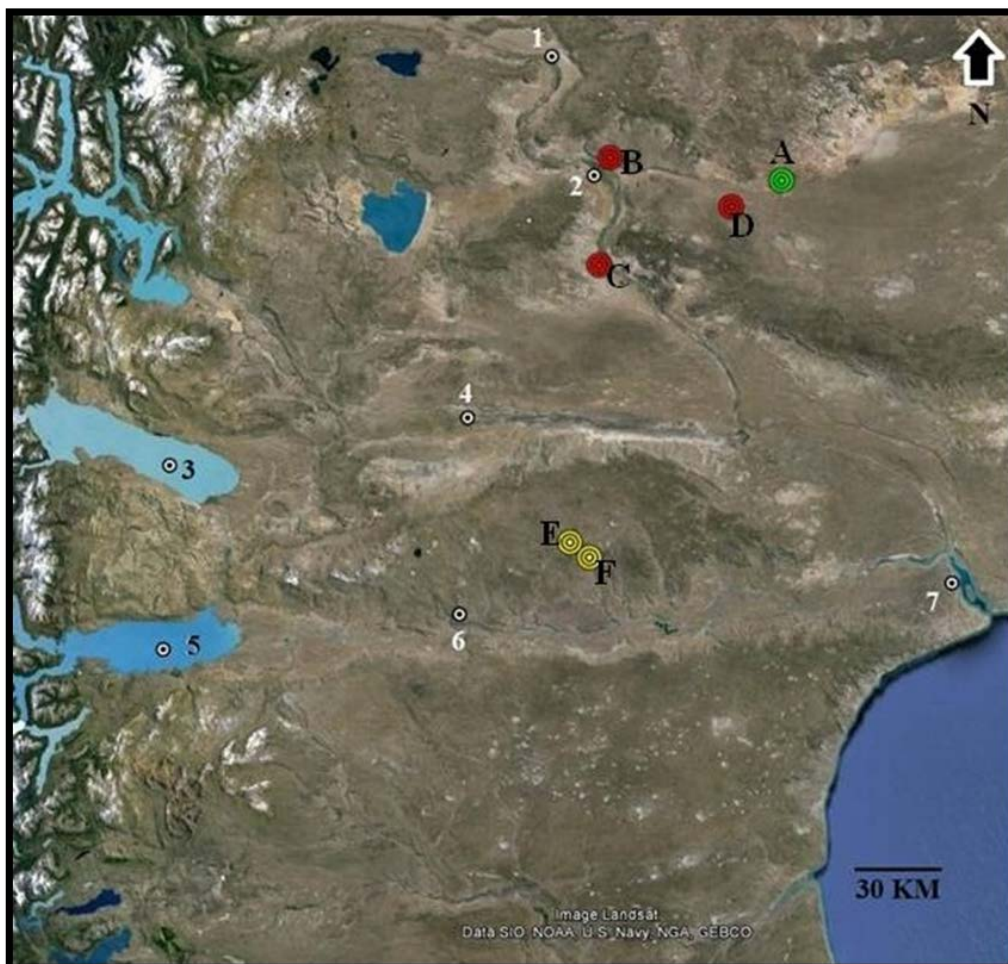 1
N
A
B
2
D
C
4
3
E
F
7
5
6
30 KM
Image Landsat
Data SIO, NOAA, U.S. Navy, NGA, GEBCO